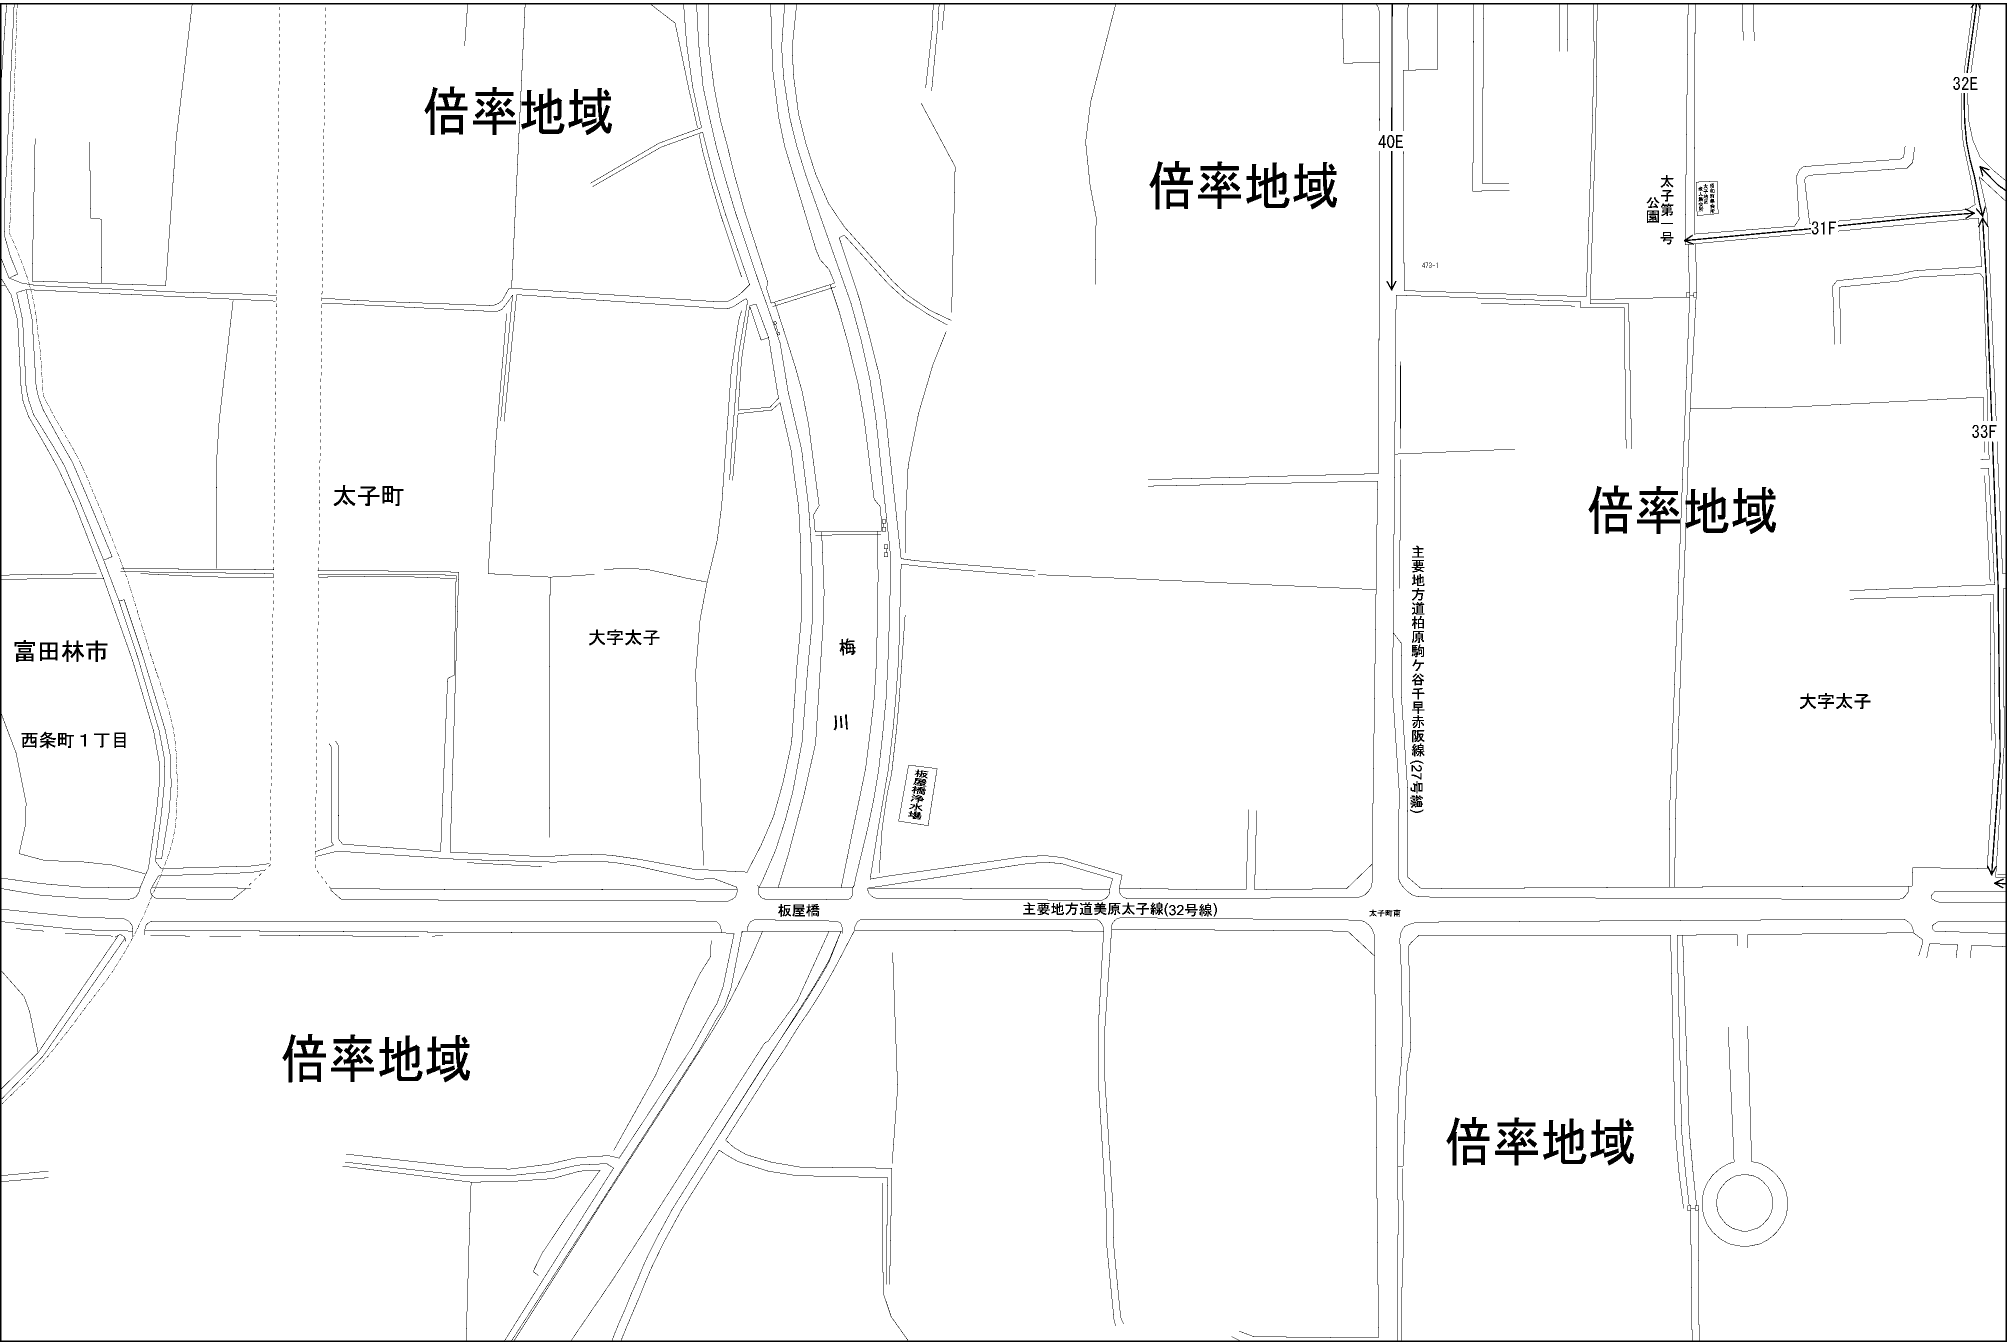 32E
倍率地域
40E
倍率地域
太子第一号
公園
31F
473-1
33F
太子町
倍率地域
主要地方道柏原駒ケ谷千早赤阪線(27号線)
富田林市
大字太子
梅川
大字太子
西条町1丁目
板屋橋浄水場
板屋橋
主要地方道美原太子線(32号線)
太子町南
倍率地域
倍率地域